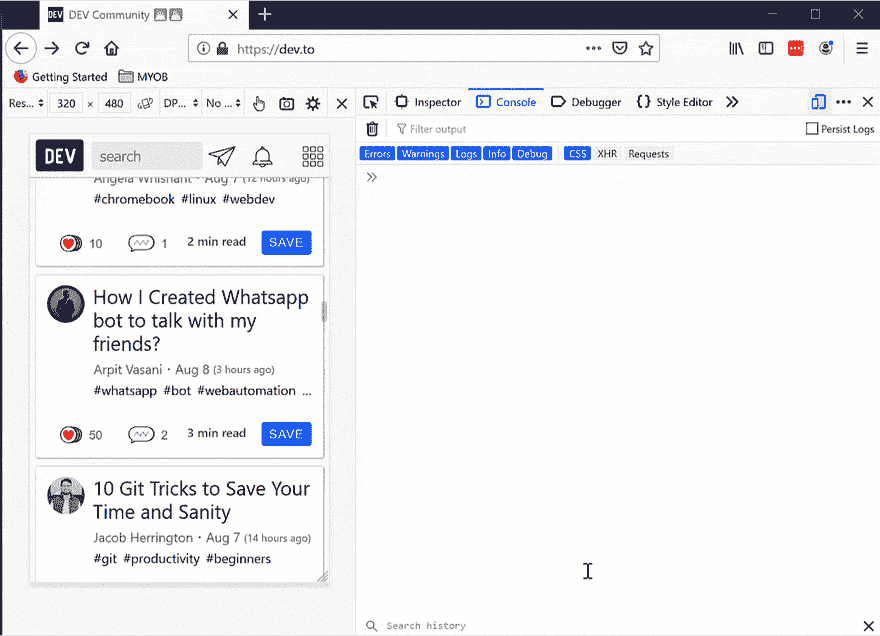 DEV DEV Community
https://dev.to
Getting Started MYOB
Res... 320 × 480 DP... No ...
Inspector Console Debugger Style Editor
Filter output Persist Logs
Errors Warnings Logs Info Debug CSS XHR Requests
DEV search
Angela Whisnant · Aug 7 (12 hours ago)
#chromebook #linux #webdev
10 1 2 min read SAVE
How I Created Whatsapp
bot to talk with my
friends?
Arpit Vasani · Aug 8 (3 hours ago)
#whatsapp #bot #webautomation ...
50 2 3 min read SAVE
10 Git Tricks to Save Your
Time and Sanity
Jacob Herrington · Aug 7 (14 hours ago)
#git #productivity #beginners
Search history